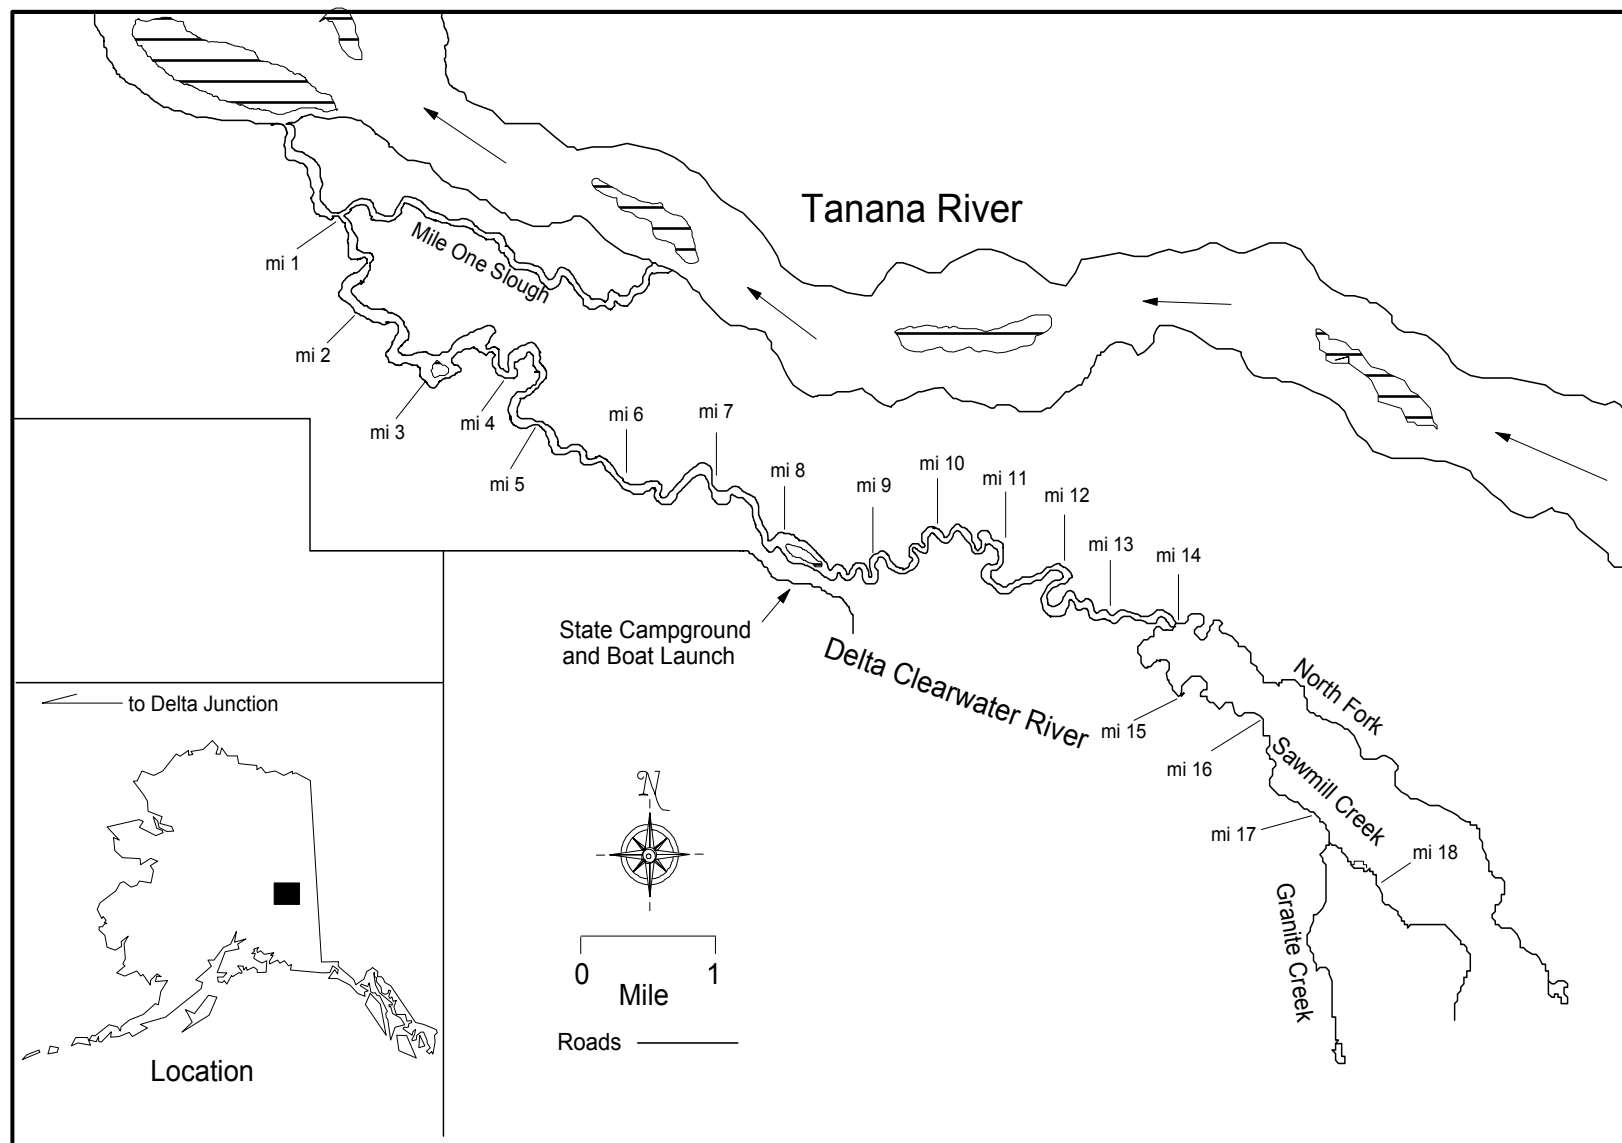 Tanana River
Mile One Slough
mi 1
mi 2
mi 3
mi 4
mi 5
mi 6
mi 7
mi 8
mi 9
mi 10
mi 11
mi 12
mi 13
mi 14
State Campground
and Boat Launch
Delta Clearwater River
North Fork
mi 15
mi 16
Sawmill Creek
mi 17
mi 18
Granite Creek
to Delta Junction
N
0 1
Mile
Roads
Location